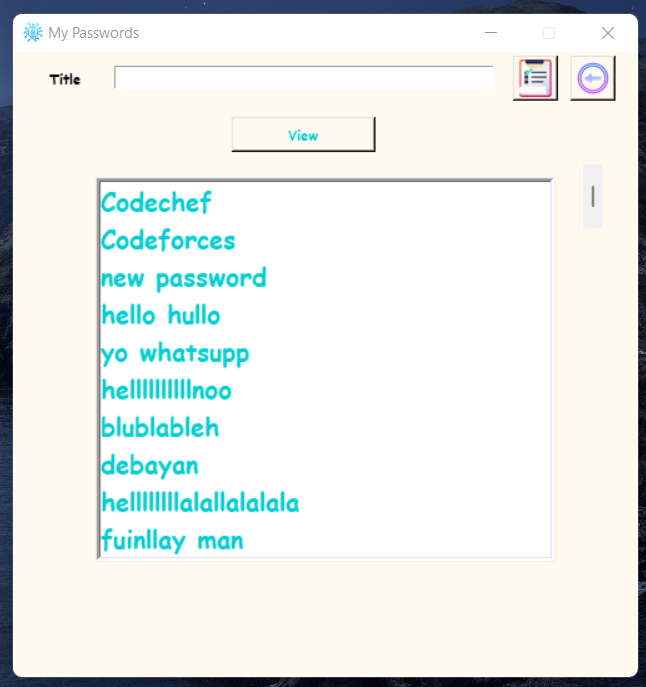 My Passwords
Title
View
Codechef
Codeforces
new password
hello hullo
yo whatsupp
hellllllllllnoo
blublableh
debayan
hellllllllalallalalala
fuinllay man